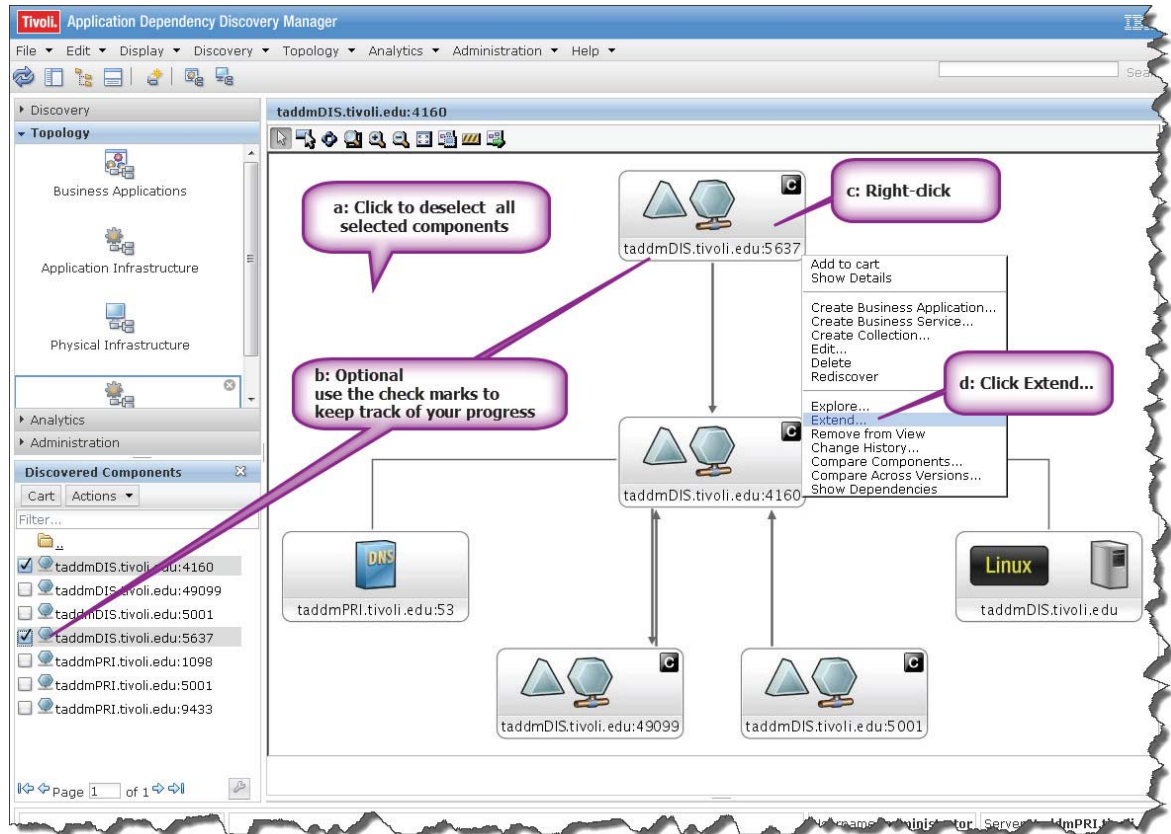 Tivoli. Application Dependency Discovery Manager
IBM
File Edit Display Discovery Topology Analytics Administration Help
Discovery
Topology
Business Applications
Application Infrastructure
Physical Infrastructure
Analytics
Administration
Discovered Components
Cart Actions
Filter...
..
taddmDIS.tivoli.edu:4160
taddmDIS.tivoli.edu:49099
taddmDIS.tivoli.edu:5001
taddmDIS.tivoli.edu:5637
taddmPRI.tivoli.edu:1098
taddmPRI.tivoli.edu:5001
taddmPRI.tivoli.edu:9433
Page 1 of 1
taddmDIS.tivoli.edu:4160
a: Click to deselect all
selected components
b: Optional
use the check marks to
keep track of your progress
c: Right-click
d: Click Extend...
C
taddmDIS.tivoli.edu:5637
Add to cart
Show Details
Create Business Application...
Create Business Service...
Create Collection...
Edit...
Delete
Rediscover
Explore...
Extend...
Remove from View
Change History...
Compare Components...
Compare Across Versions...
Show Dependencies
C
taddmDIS.tivoli.edu:4160
DNS
taddmPRI.tivoli.edu:53
Linux
taddmDIS.tivoli.edu
C
taddmDIS.tivoli.edu:49099
C
taddmDIS.tivoli.edu:5001